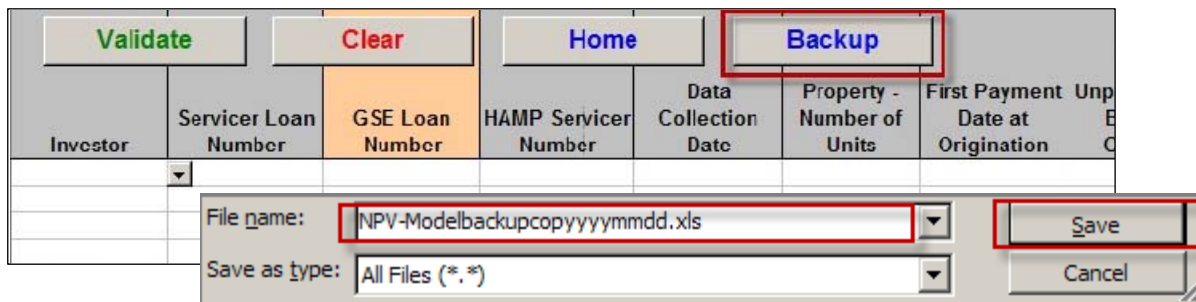 Validate Clear Home Backup
Investor
Servicer Loan
Number
GSE Loan
Number
HAMP Servicer
Number
Data
Collection
Date
Property -
Number of
Units
First Payment
Date at
Origination
File name: NPV-Modelbackupcopyyyymmdd.xls Save
Save as type: All Files (*.*) Cancel